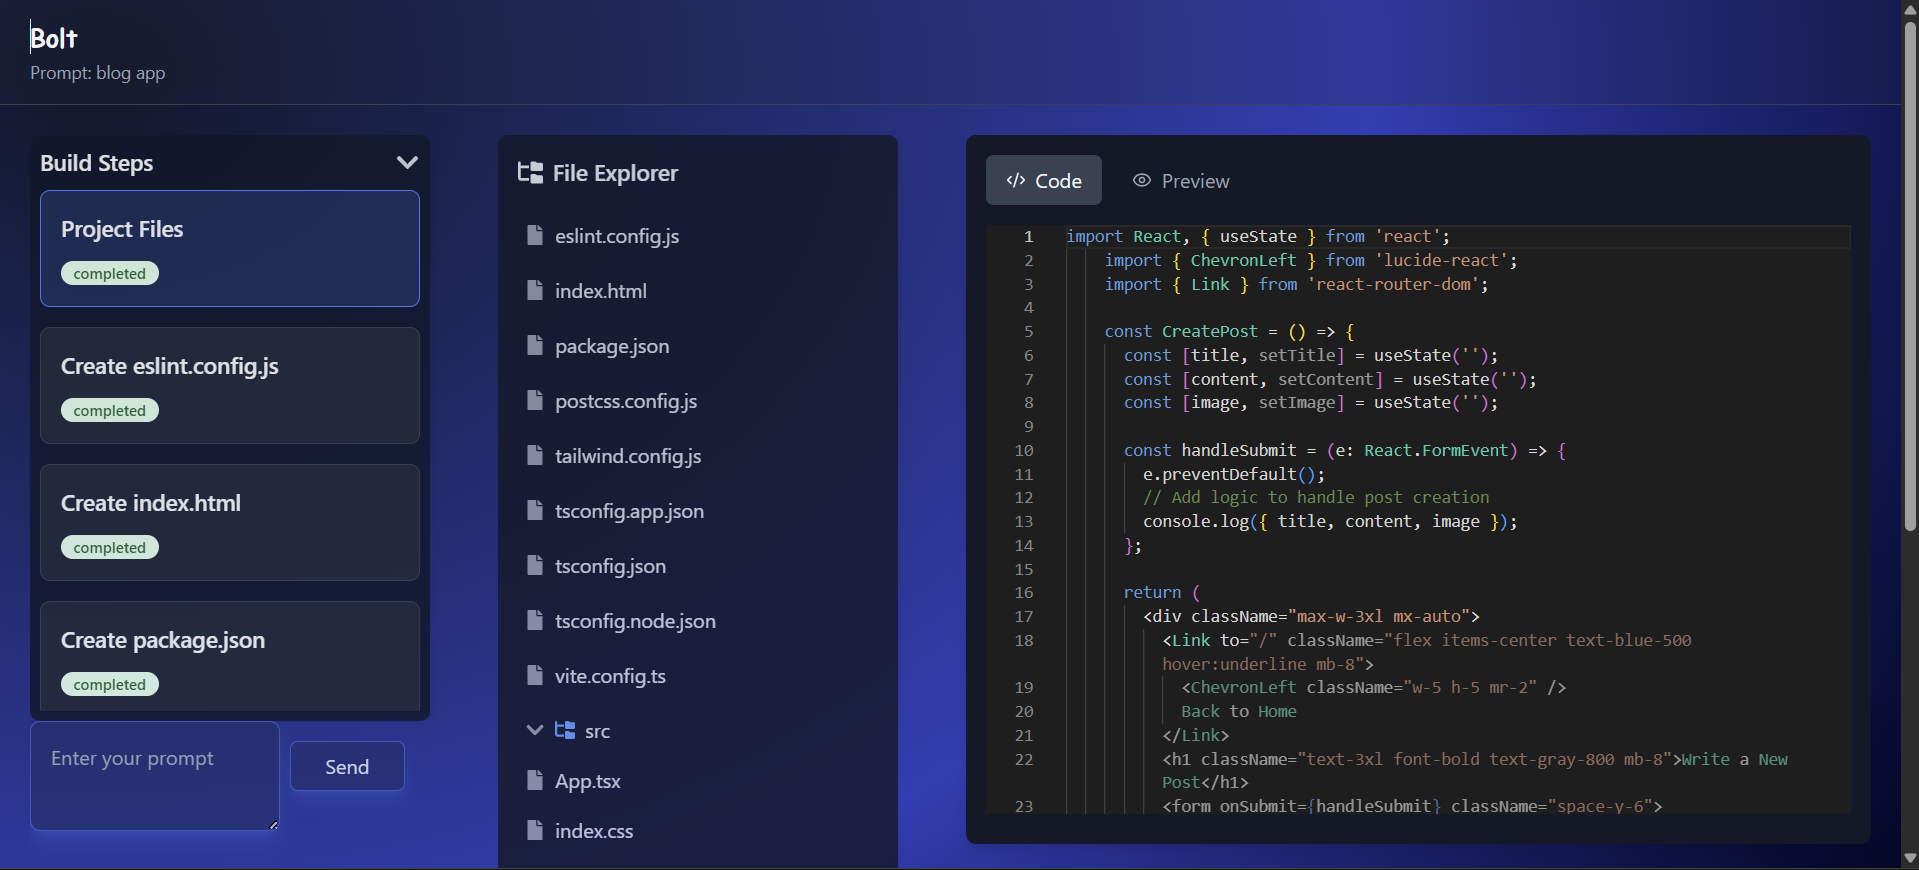 Bolt
Prompt: blog app
Build Steps
Project Files
completed
Create eslint.config.js
completed
Create index.html
completed
Create package.json
completed
Enter your prompt
Send
File Explorer
eslint.config.js
index.html
package.json
postcss.config.js
tailwind.config.js
tsconfig.app.json
tsconfig.json
tsconfig.node.json
vite.config.ts
src
App.tsx
index.css
Code
Preview
1 import React, { useState } from 'react';
2 import { ChevronLeft } from 'lucide-react';
3 import { Link } from 'react-router-dom';
4
5 const CreatePost = () => {
6 const [title, setTitle] = useState('');
7 const [content, setContent] = useState('');
8 const [image, setImage] = useState('');
9
10 const handleSubmit = (e: React.FormEvent) => {
11 e.preventDefault();
12 // Add logic to handle post creation
13 console.log({ title, content, image });
14 };
15
16 return (
17 <div className="max-w-3xl mx-auto">
18 <Link to="/" className="flex items-center text-blue-500
hover:underline mb-8">
19 <ChevronLeft className="w-5 h-5 mr-2" />
20 Back to Home
21 </Link>
22 <h1 className="text-3xl font-bold text-gray-800 mb-8">Write a New
Post</h1>
23 <form onSubmit={handleSubmit} className="space-y-6">